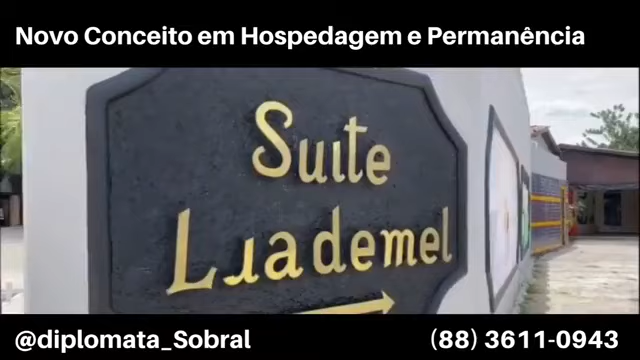 Novo Conceito em Hospedagem e Permanência
Suite
Luademel
@diplomata_Sobral
(88) 3611-0943